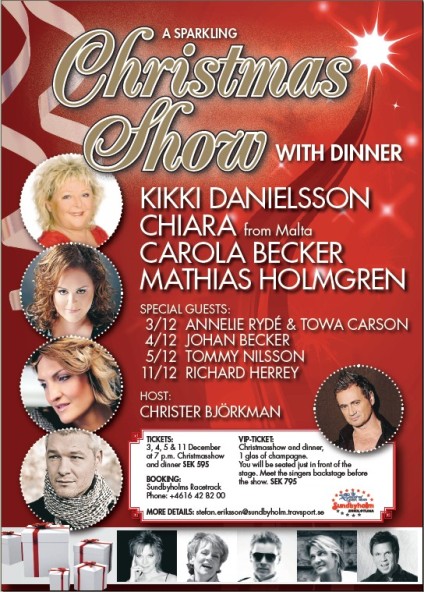 A SPARKLING
Christmas
Show
WITH DINNER
KIKKI DANIELSSON
CHIARA from Malta
CAROLA BECKER
MATHIAS HOLMGREN
SPECIAL GUESTS:
3/12 ANNELIE RYDÉ & TOWA CARSON
4/12 JOHAN BECKER
5/12 TOMMY NILSSON
11/12 RICHARD HERREY
HOST:
CHRISTER BJÖRKMAN
TICKETS:
3, 4, 5 & 11 December
at 7 p.m. Christmasshow
and dinner SEK 595
BOOKING:
Sundbyholms Racetrack
Phone: +4616 42 82 00
VIP-TICKET:
Christmasshow and dinner,
1 glas of champagne.
You will be seated just in front of the
stage. Meet the singers backstage before
the show. SEK 795
MORE DETAILS: stefan.eriksson@sundbyholm.travsport.se
Sundbyholm